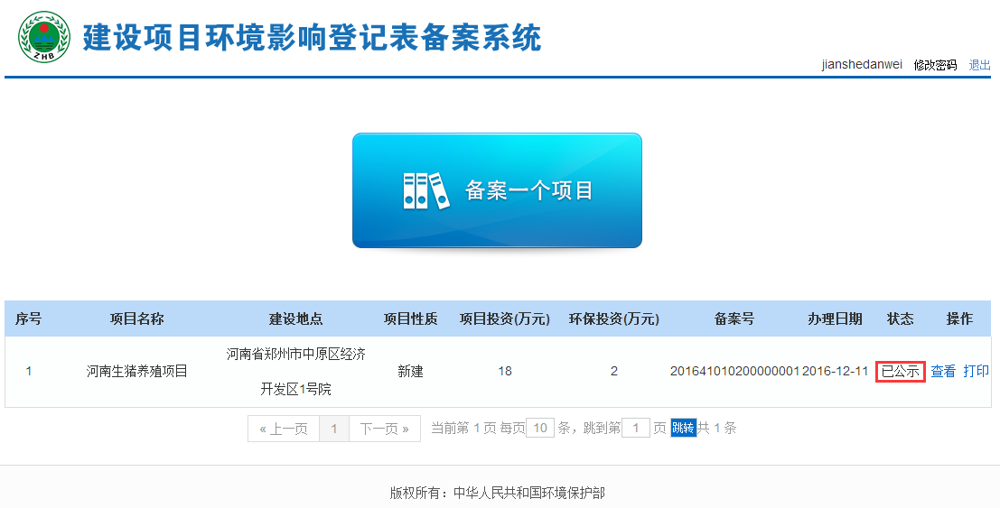 ZHB
建设项目环境影响登记表备案系统
jianshedanwei 修改密码 退出
备案一个项目
序号 项目名称 建设地点 项目性质 项目投资(万元) 环保投资(万元) 备案号 办理日期 状态 操作
1 河南生猪养殖项目 河南省郑州市中原区经济 新建 18 2 201641010200000001 2016-12-11 已公示 查看 打印
开发区1号院
« 上一页 1 下一页 » 当前第 1 页 每页 10 条，跳到第 1 页 跳转 共 1 条
版权所有：中华人民共和国环境保护部